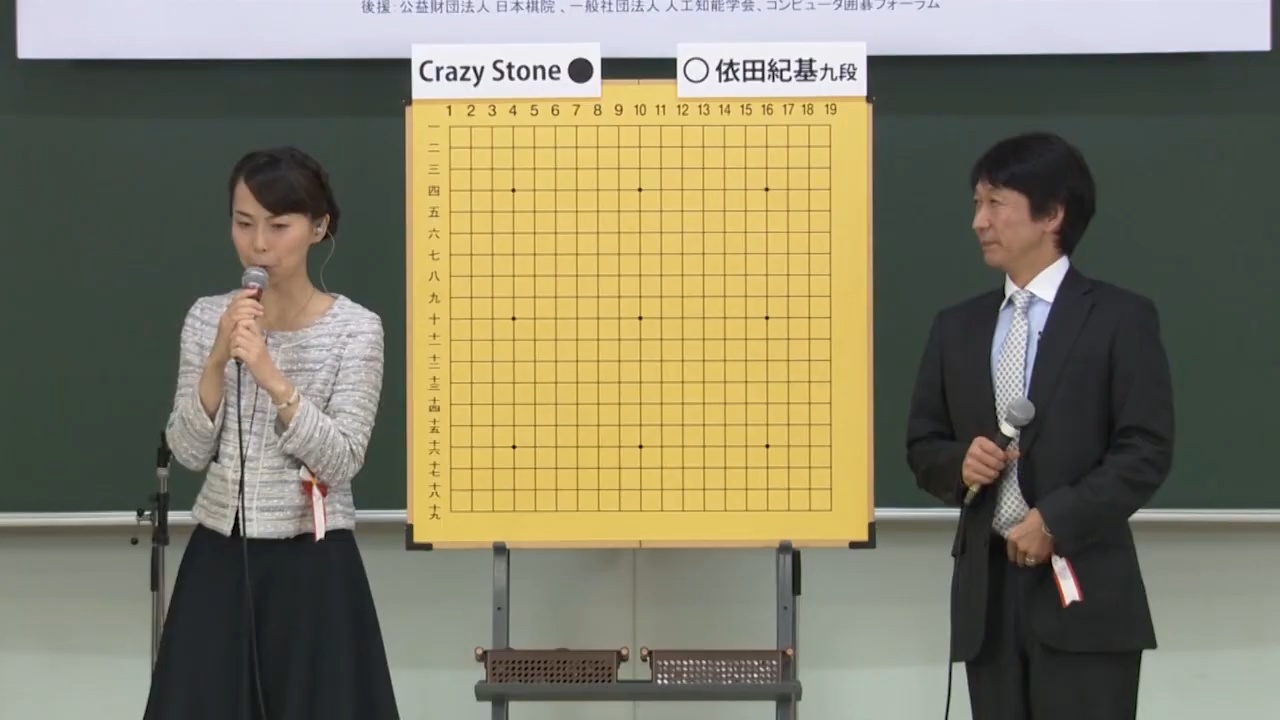 後援：公益財団法人 日本棋院 、一般社団法人 人工知能学会、コンピュータ囲碁フォーラム
Crazy Stone ●
○ 依田紀基九段
1 2 3 4 5 6 7 8 9 10 11 12 13 14 15 16 17 18 19
一
二
三
四
五
六
七
八
九
十
十一
十二
十三
十四
十五
十六
十七
十八
十九